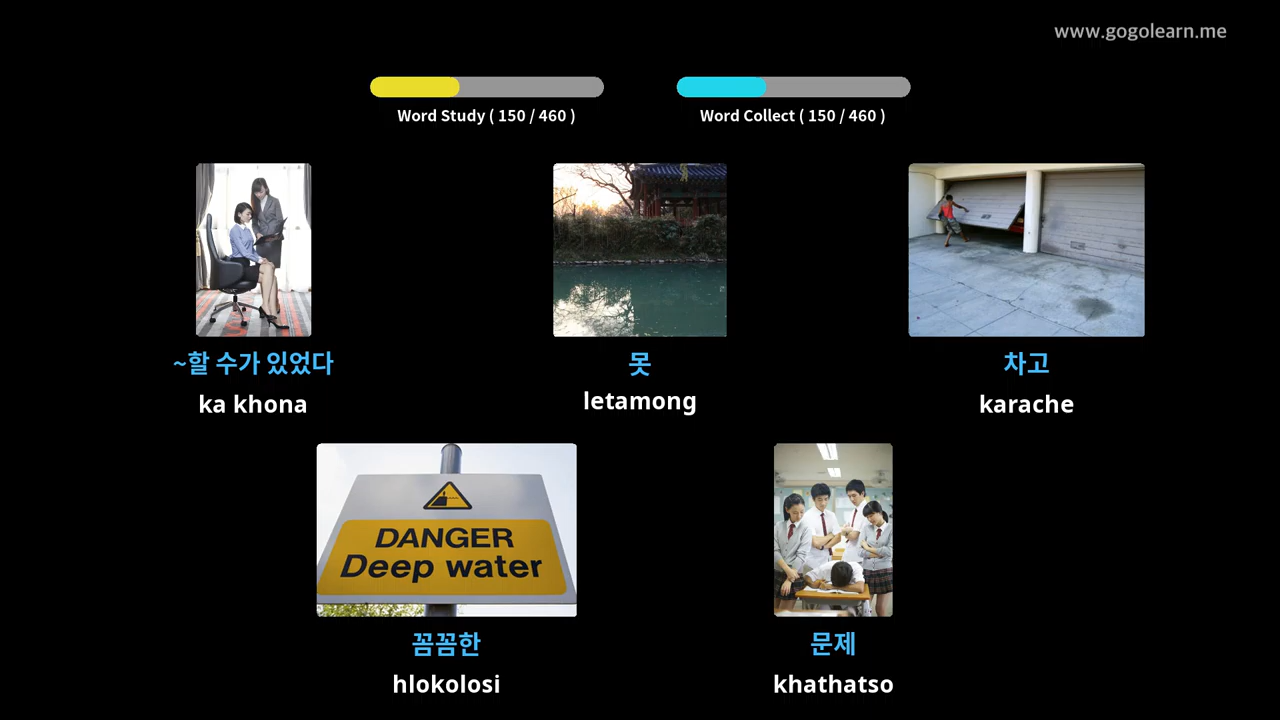 www.gogolearn.me
Word Study ( 150 / 460 )
Word Collect ( 150 / 460 )
~할 수가 있었다
ka khona
못
letamong
차고
karache
DANGER
Deep water
꼼꼼한
hlokolosi
문제
khathatso